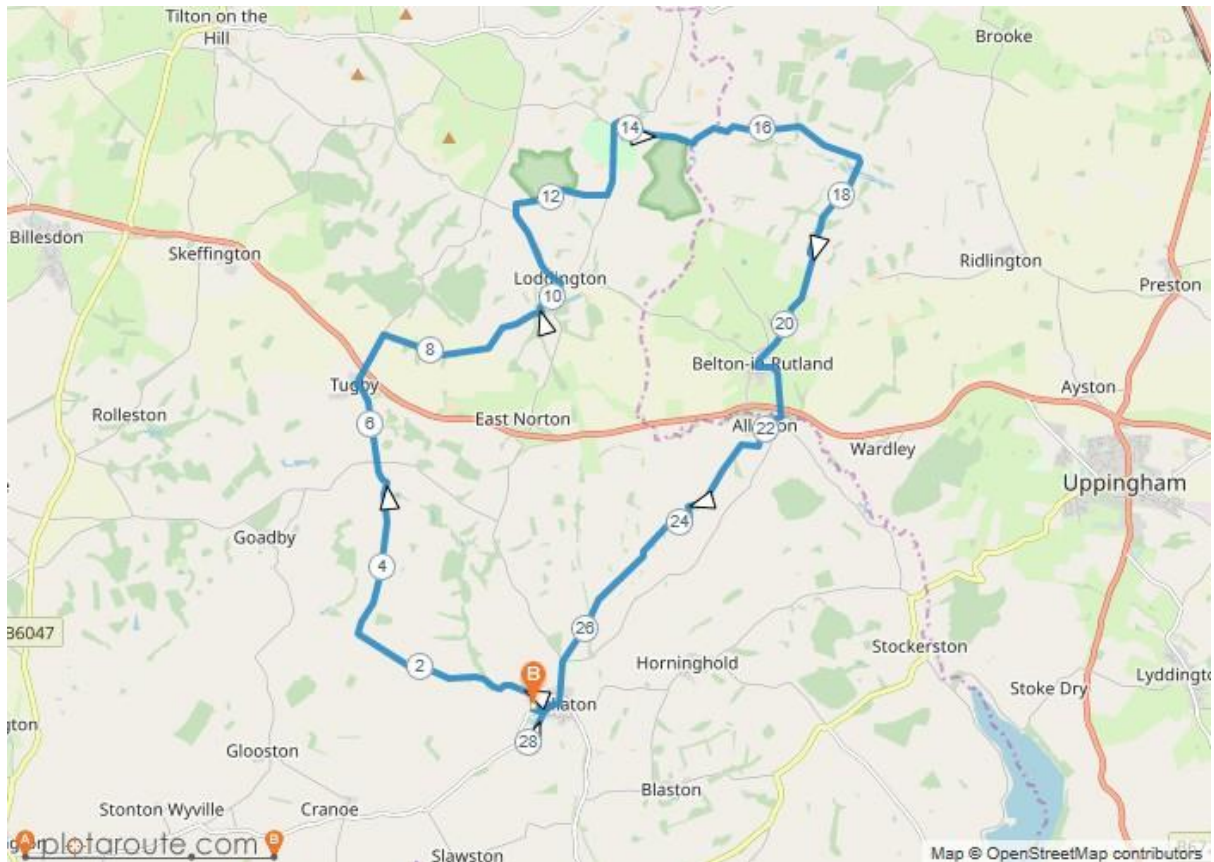 Tilton on the
Hill
Brooke
14
16
12
18
Billesdon
Skeffington
Loddington
Ridlington
10
Preston
20
8
Belton-in-Rutland
Tugby
Ayston
Rolleston
6
East Norton
22
Wardley
Uppingham
24
Goadby
4
B6047
26
Stockerston
2
Horninghold
B
Stoke Dry
Lyddington
28
Glooston
Blaston
Stonton Wyville
Cranoe
A
B
plotaroute.com
Slawston
Map © OpenStreetMap contributors